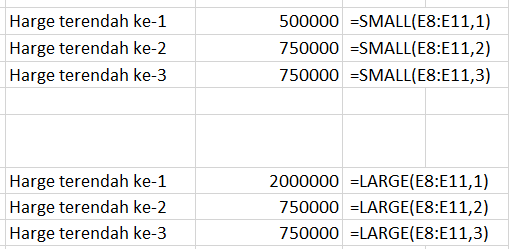 Harge terendah ke-1 500000 =SMALL(E8:E11,1)
Harge terendah ke-2 750000 =SMALL(E8:E11,2)
Harge terendah ke-3 750000 =SMALL(E8:E11,3)
Harge terendah ke-1 2000000 =LARGE(E8:E11,1)
Harge terendah ke-2 750000 =LARGE(E8:E11,2)
Harge terendah ke-3 750000 =LARGE(E8:E11,3)